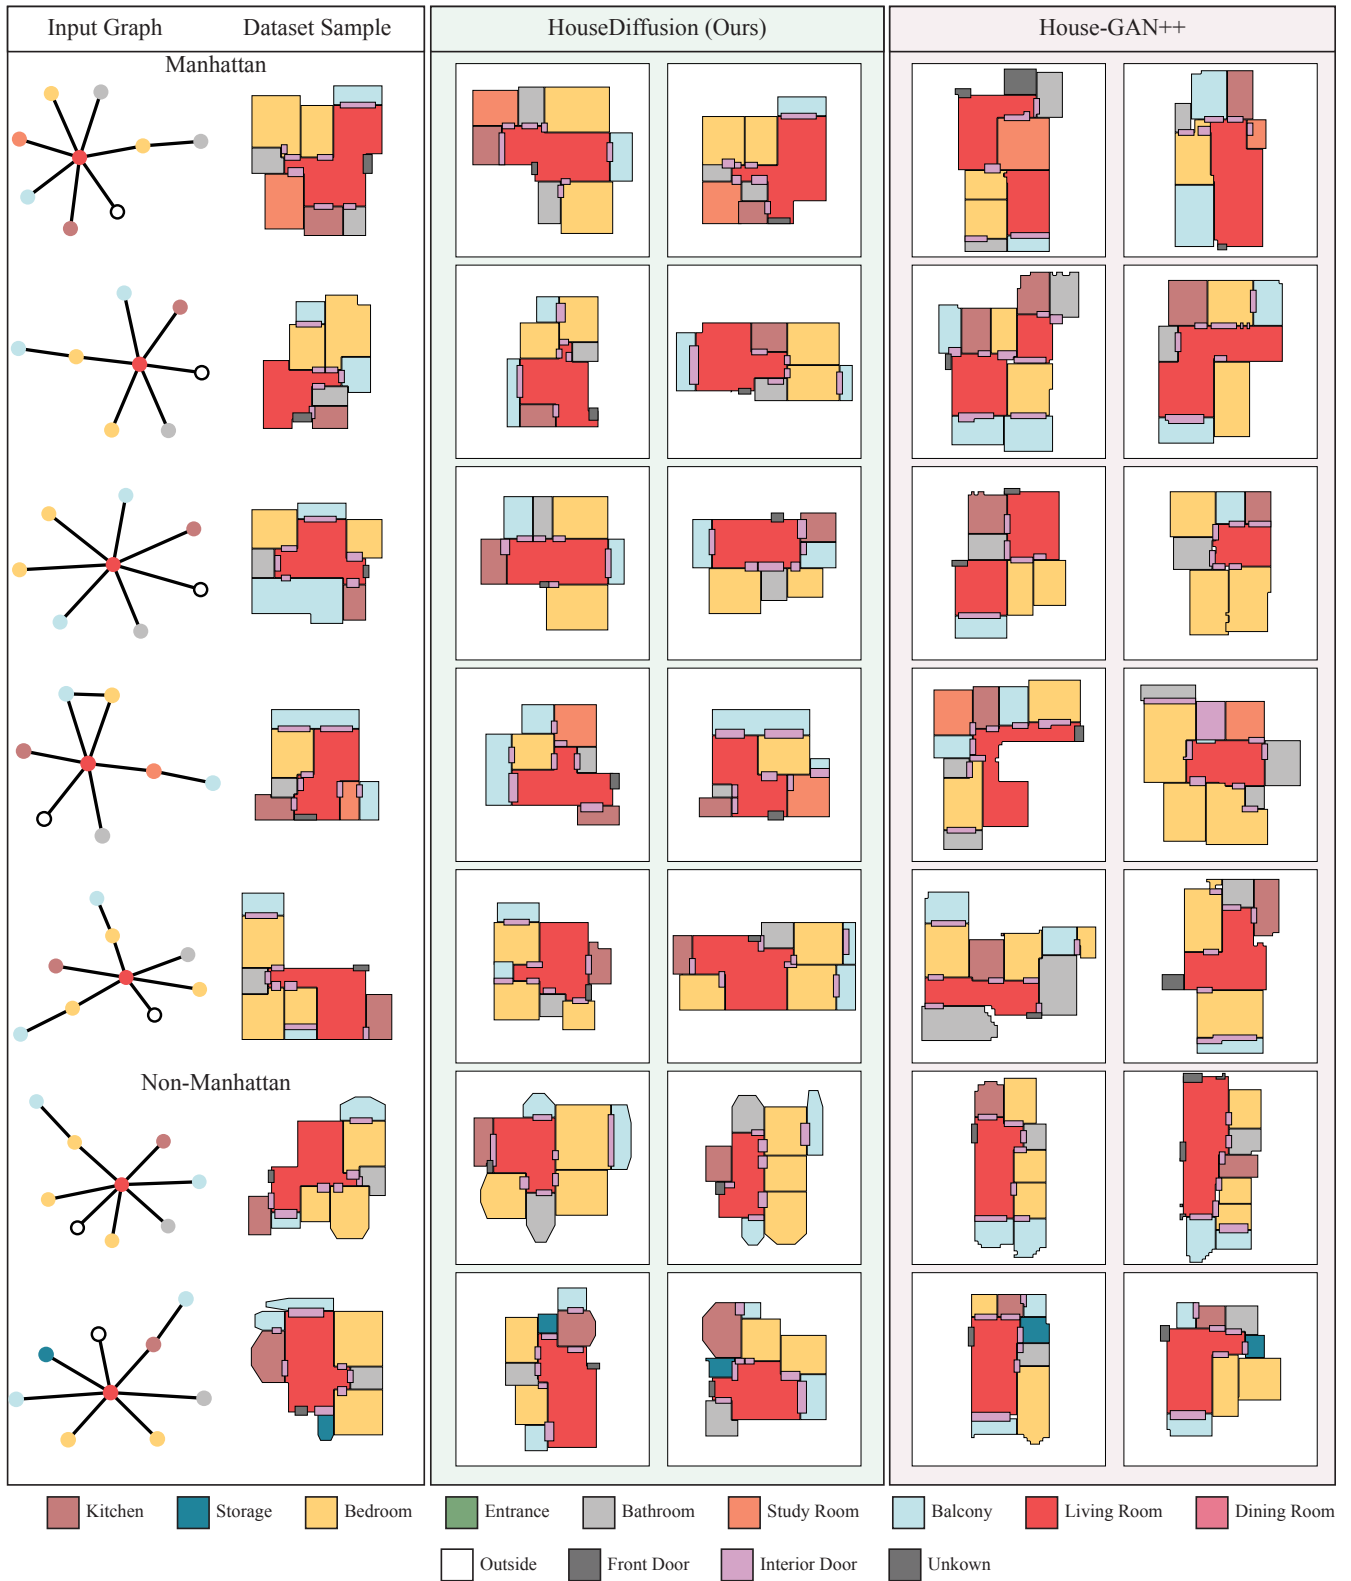 Input Graph
Dataset Sample
HouseDiffusion (Ours)
House-GAN++
Manhattan
Non-Manhattan
Kitchen
Storage
Bedroom
Entrance
Bathroom
Study Room
Balcony
Living Room
Dining Room
Outside
Front Door
Interior Door
Unkown